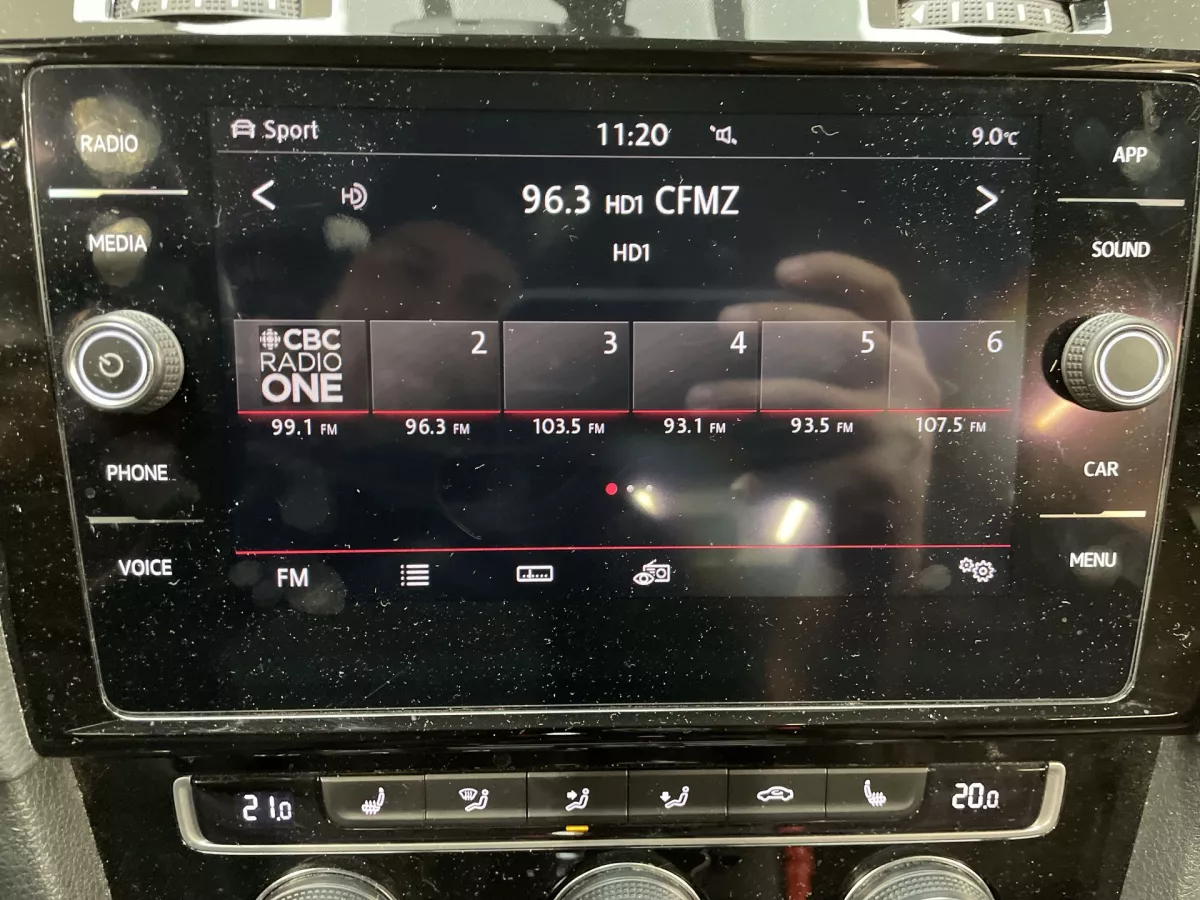 RADIO
MEDIA
PHONE
VOICE
Sport 11:20 9.0°C
HD 96.3 HD1 CFMZ
HD1
CBC
RADIO
ONE
2 3 4 5 6
99.1 FM 96.3 FM 103.5 FM 93.1 FM 93.5 FM 107.5 FM
FM
APP
SOUND
CAR
MENU
21.0 20.0